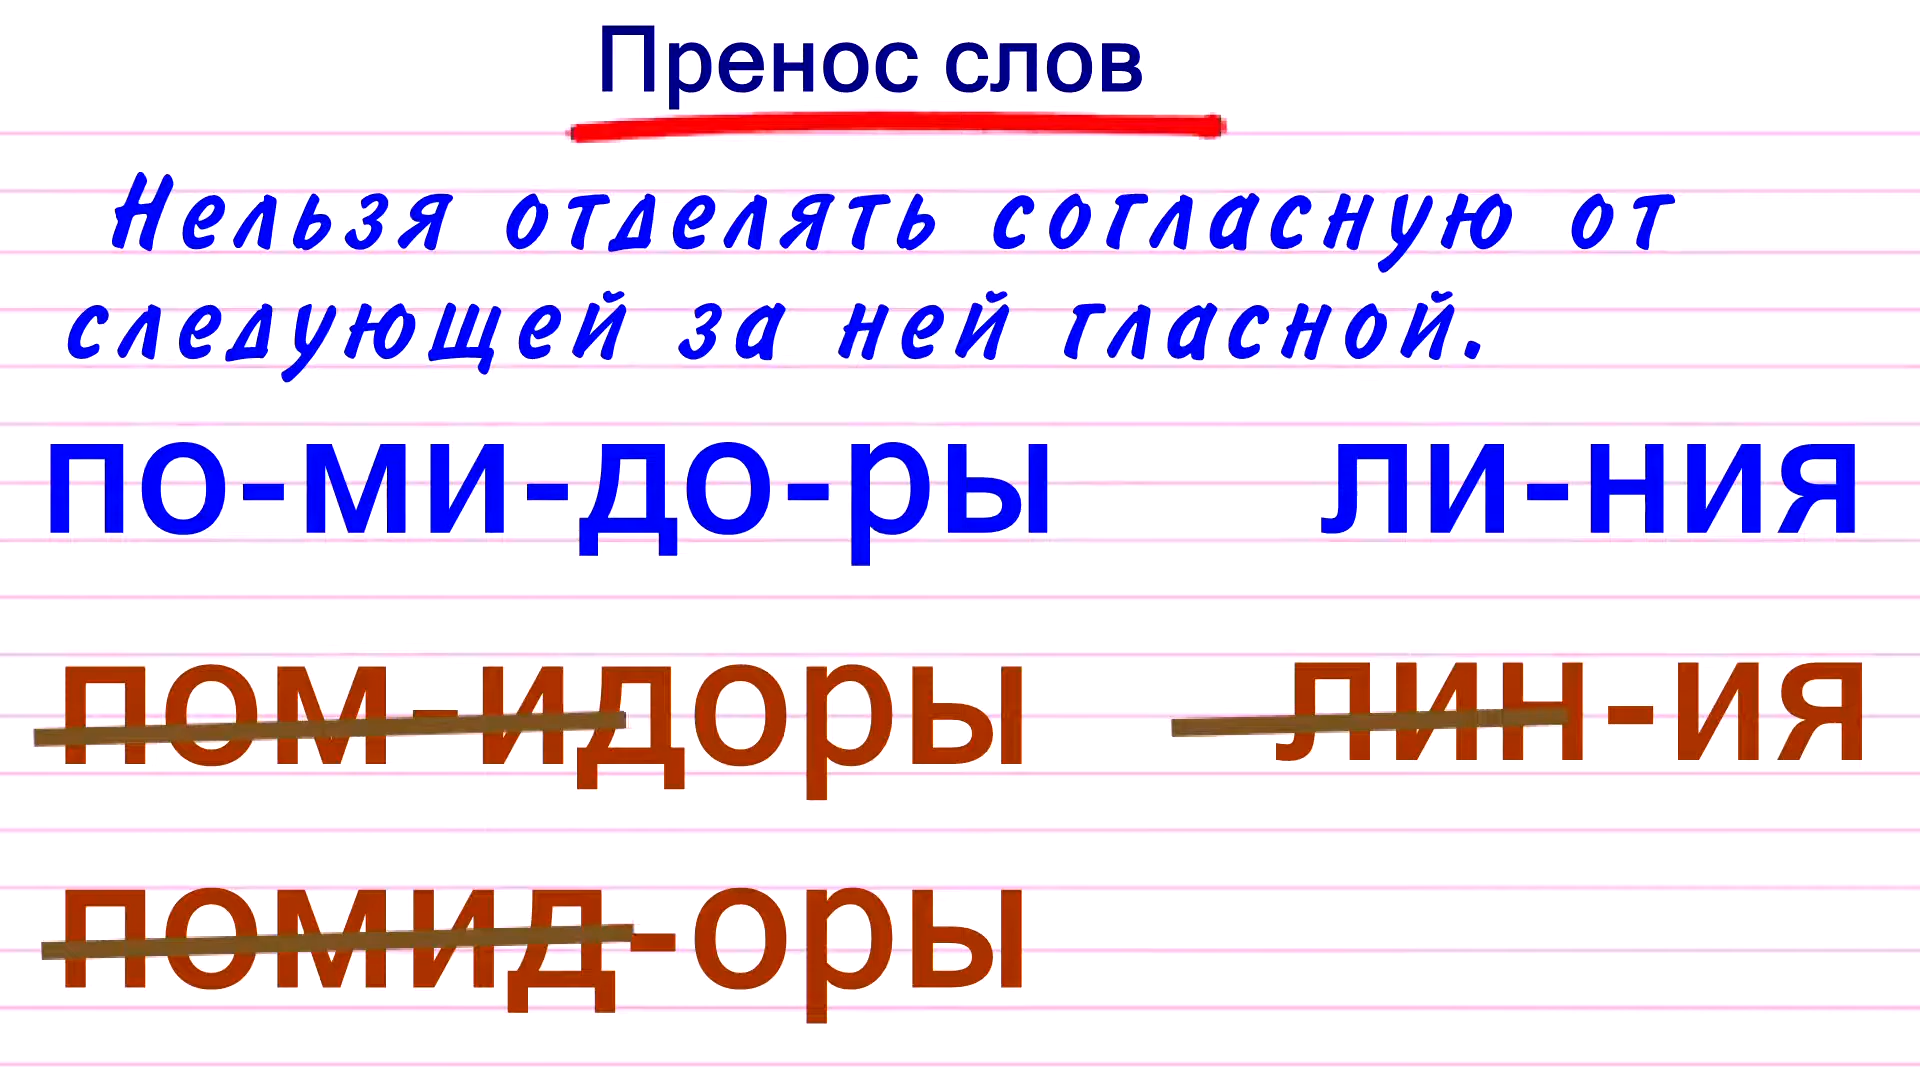 Пренос слов
Нельзя отделять согласную от
следующей за ней гласной.
по-ми-до-ры ли-ния
пом-идоры лин-ия
помид-оры